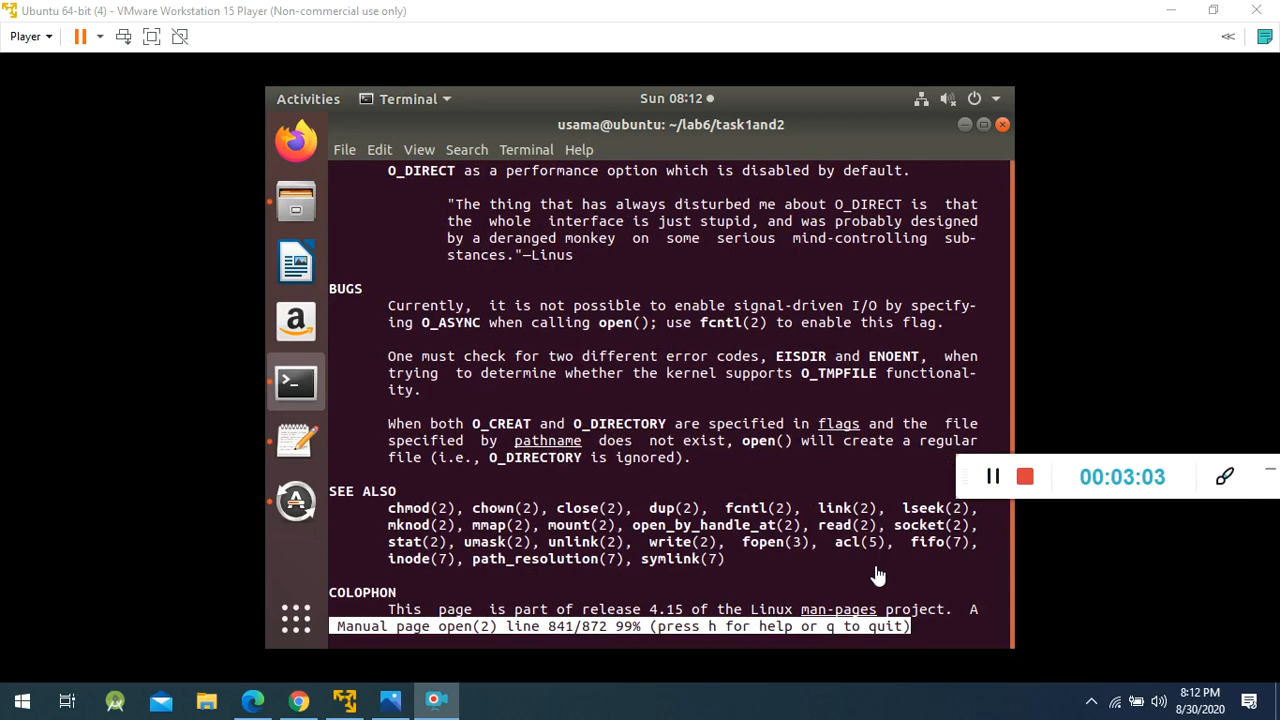 Ubuntu 64-bit (4) - VMware Workstation 15 Player (Non-commercial use only)
Player
Activities
Terminal
Sun 08:12
usama@ubuntu: ~/lab6/task1and2
File Edit View Search Terminal Help
O_DIRECT as a performance option which is disabled by default.
"The thing that has always disturbed me about O_DIRECT is that
the whole interface is just stupid, and was probably designed
by a deranged monkey on some serious mind-controlling sub-
stances."—Linus
BUGS
Currently, it is not possible to enable signal-driven I/O by specify-
ing O_ASYNC when calling open(); use fcntl(2) to enable this flag.
One must check for two different error codes, EISDIR and ENOENT, when
trying to determine whether the kernel supports O_TMPFILE functional-
ity.
When both O_CREAT and O_DIRECTORY are specified in flags and the file
specified by pathname does not exist, open() will create a regular
file (i.e., O_DIRECTORY is ignored).
00:03:03
SEE ALSO
chmod(2), chown(2), close(2), dup(2), fcntl(2), link(2), lseek(2),
mknod(2), mmap(2), mount(2), open_by_handle_at(2), read(2), socket(2),
stat(2), umask(2), unlink(2), write(2), fopen(3), acl(5), fifo(7),
inode(7), path_resolution(7), symlink(7)
COLOPHON
This page is part of release 4.15 of the Linux man-pages project. A
Manual page open(2) line 841/872 99% (press h for help or q to quit)
8:12 PM
8/30/2020